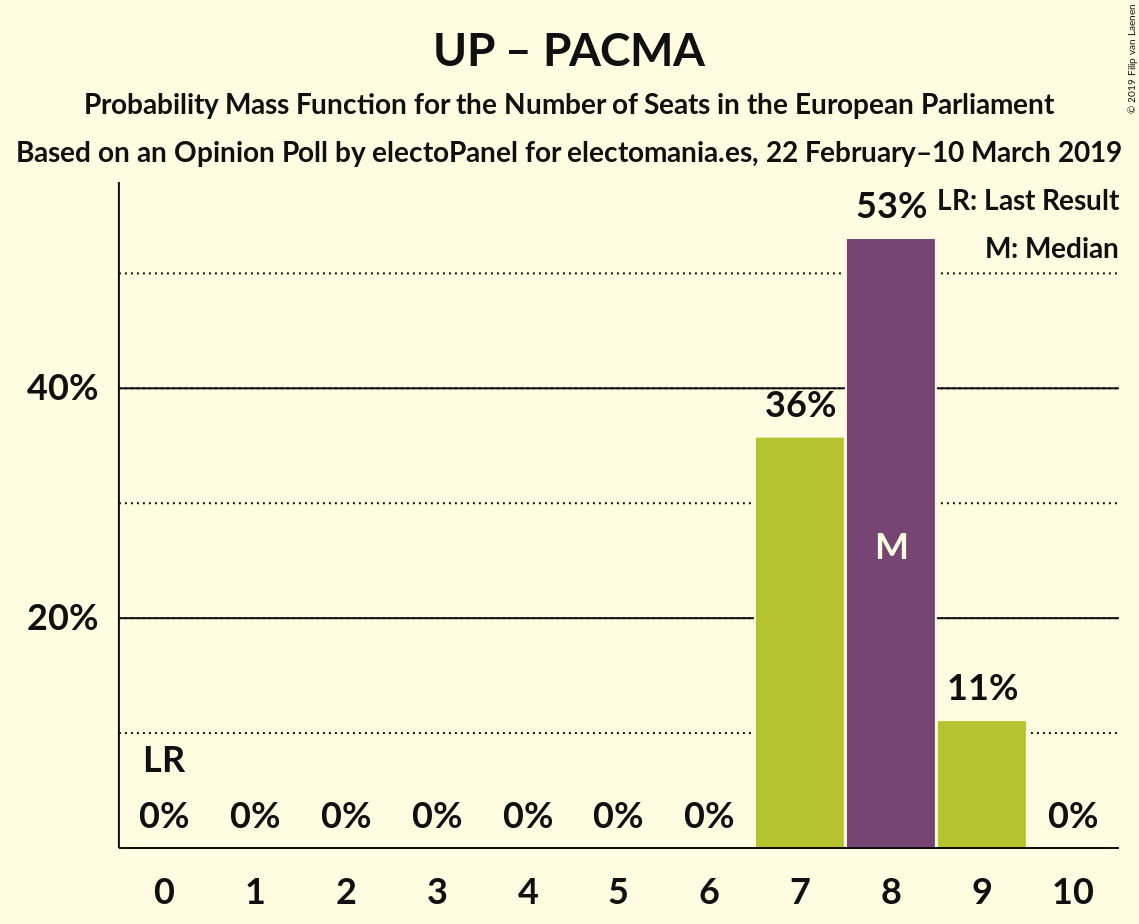 UP – PACMA
Probability Mass Function for the Number of Seats in the European Parliament
Based on an Opinion Poll by electoPanel for electomania.es, 22 February–10 March 2019
© 2019 Filip van Laenen
LR: Last Result
M: Median
53%
40%
36%
M
20%
11%
LR
0% 0% 0% 0% 0% 0% 0% 0%
0 1 2 3 4 5 6 7 8 9 10